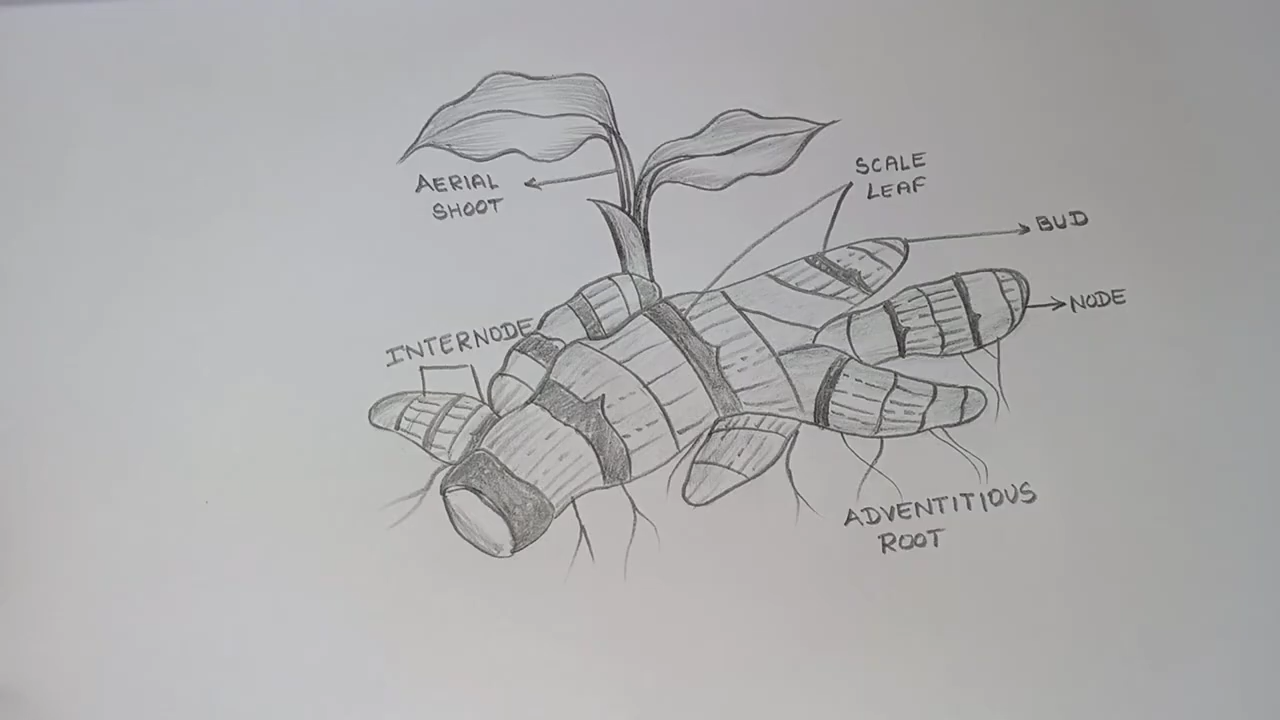 AERIAL
SHOOT
SCALE
LEAF
BUD
NODE
INTERNODE
ADVENTITIOUS
ROOT